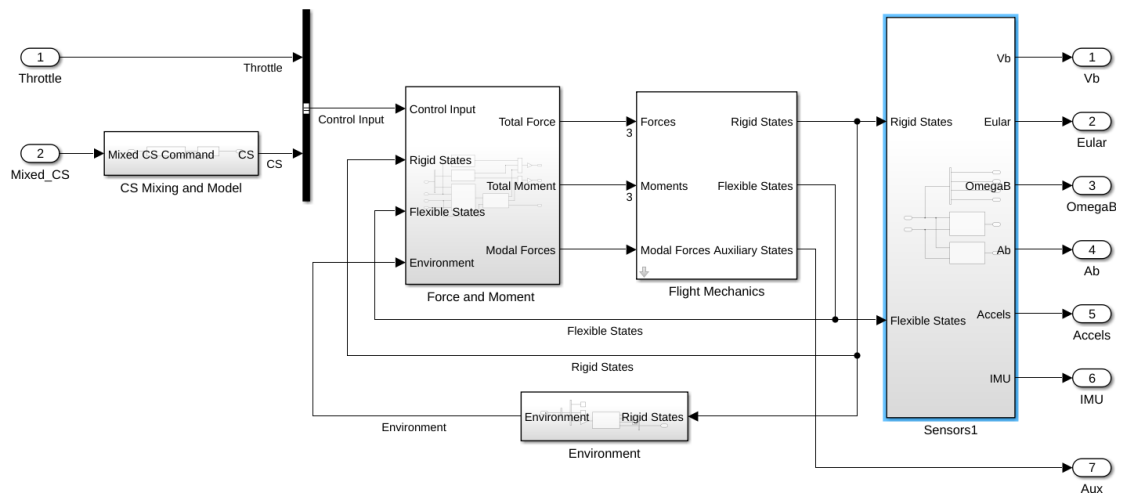 1
Throttle
Throttle
2
Mixed_CS
Mixed CS Command
CS
CS Mixing and Model
CS
Control Input
Control Input
Rigid States
Flexible States
Environment
Total Force
Total Moment
Modal Forces
Force and Moment
3
3
Forces
Moments
Modal Forces
Rigid States
Flexible States
Auxiliary States
Flight Mechanics
Flexible States
Rigid States
Environment
Environment
Rigid States
Environment
Rigid States
Flexible States
Vb
Eular
OmegaB
Ab
Accels
IMU
Sensors1
1
Vb
2
Eular
3
OmegaB
4
Ab
5
Accels
6
IMU
7
Aux